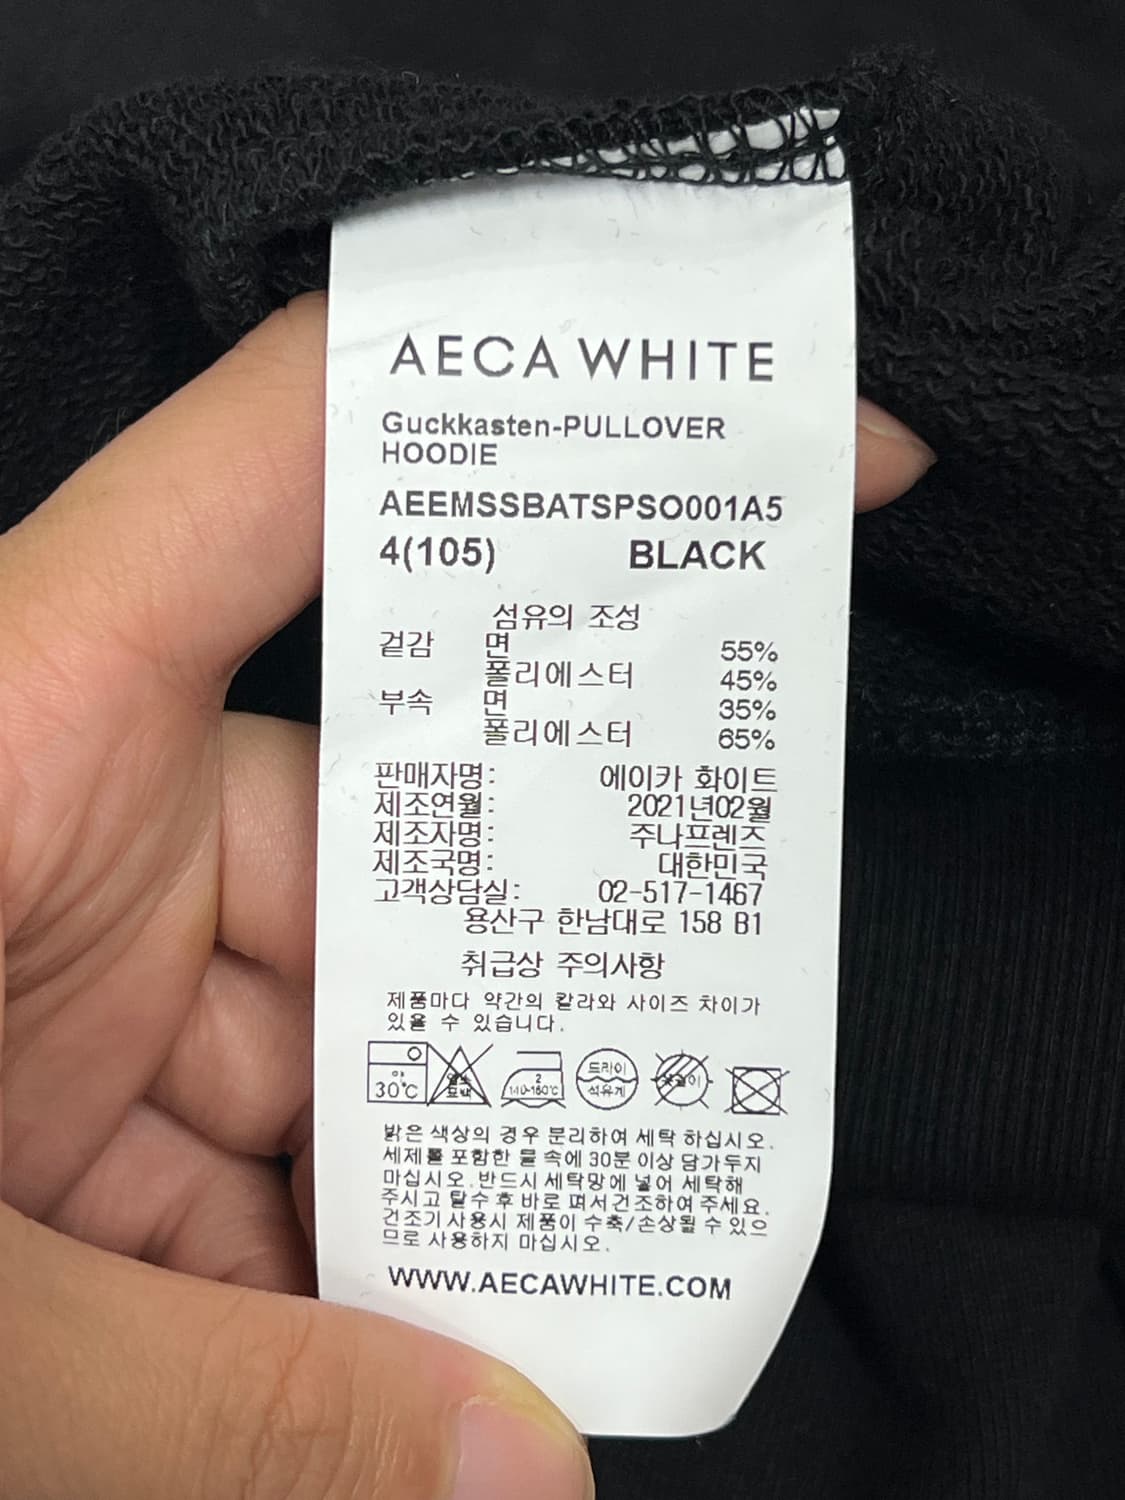 AECA WHITE
Guckkasten-PULLOVER
HOODIE
AEEMSSBATSPSO001A5
4(105) BLACK
섬유의 조성
겉감 면 55%
폴리에스터 45%
부속 면 35%
폴리에스터 65%
판매자명: 에이카 화이트
제조연월: 2021년02월
제조자명: 주나프렌즈
제조국명: 대한민국
고객상담실: 02-517-1467
용산구 한남대로 158 B1
취급상 주의사항
제품마다 약간의 칼라와 사이즈 차이가
있을 수 있습니다.
약 30℃ 염소 표백 2 140-160℃ 드라이 석유계 옷걸이
밝은 색상의 경우 분리하여 세탁 하십시오.
세제를 포함한 물 속에 30분 이상 담가두지
마십시오.반드시 세탁망에 넣어 세탁해
주시고 탈수 후 바로 펴서 건조하여 주세요.
건조기 사용시 제품이 수축/손상될 수 있으
므로 사용하지 마십시오.
WWW.AECAWHITE.COM